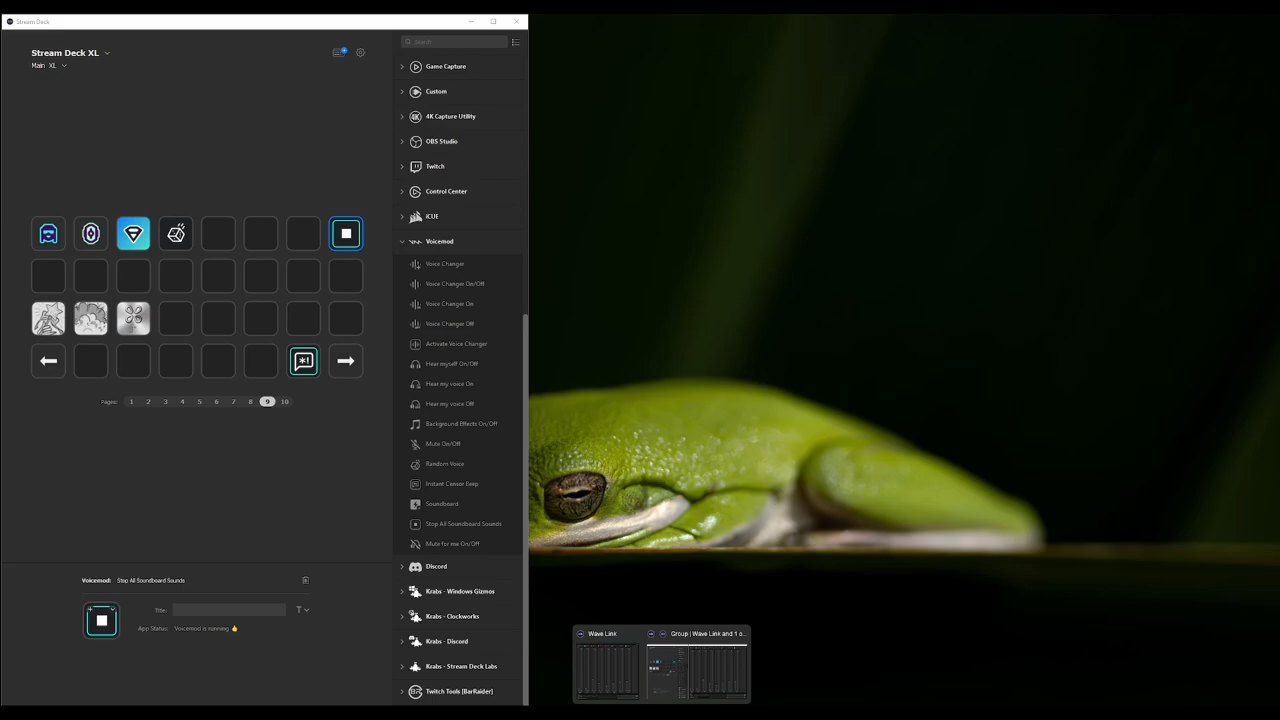 Stream Deck
Stream Deck XL
Main XL
Search
Game Capture
Custom
4K Capture Utility
OBS Studio
Twitch
Control Center
iCUE
Voicemod
Voice Changer
Voice Changer On/Off
Voice Changer On
Voice Changer Off
Activate Voice Changer
Hear myself On/Off
Hear my voice On
Hear my voice Off
Background Effects On/Off
Mute On/Off
Random Voice
Instant Censor Beep
Soundboard
Stop All Soundboard Sounds
Mute for me On/Off
Discord
Krabs - Windows Gizmos
Krabs - Clockworks
Krabs - Discord
Krabs - Stream Deck Labs
Twitch Tools [BarRaider]
Pages: 1 2 3 4 5 6 7 8 9 10
Voicemod: Stop All Soundboard Sounds
Title:
T
App Status: Voicemod is running 👍
Wave Link
Group | Wave Link and 1 o...